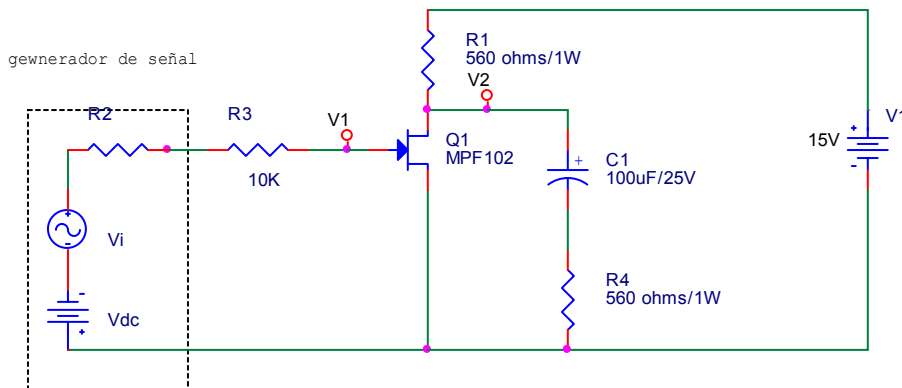 gewnerador de señal
R1
560 ohms/1W
V2
R2
R3
V1
10K
Q1
MPF102
C1
100uF/25V
V1
15V
Vi
Vdc
R4
560 ohms/1W